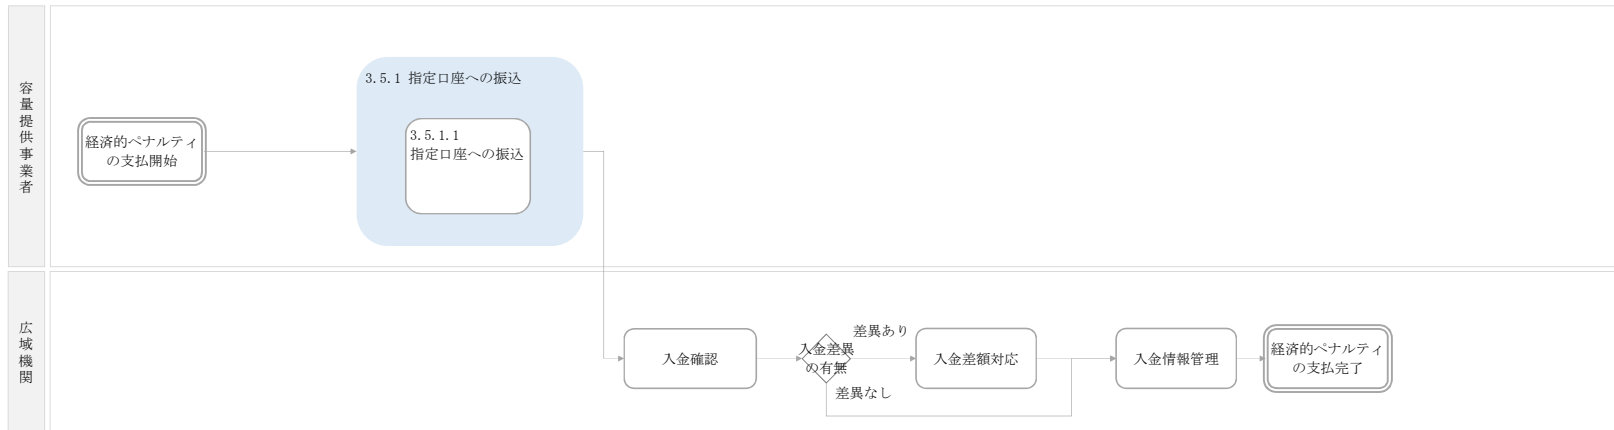 容量提供事業者
経済的ペナルティ
の支払開始
3.5.1 指定口座への振込
3.5.1.1
指定口座への振込
広域機関
入金確認
入金差異
の有無
差異あり
差異なし
入金差額対応
入金情報管理
経済的ペナルティ
の支払完了